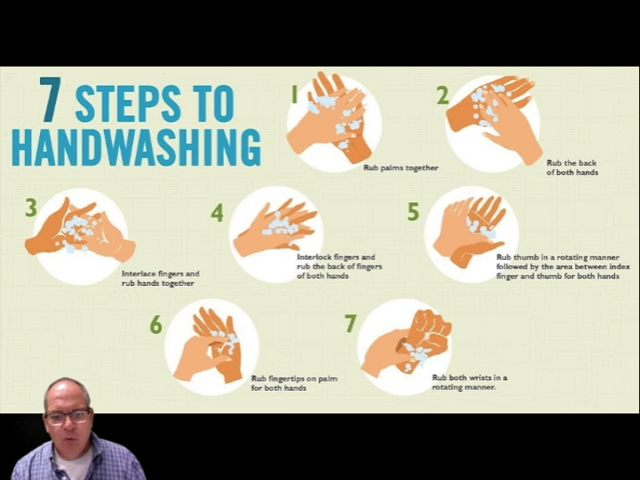 7 STEPS TO
HANDWASHING
1
Rub palms together
2
Rub the back
of both hands
3
Interlace fingers and
rub hands together
4
Interlock fingers and
rub the back of fingers
of both hands
5
Rub thumb in a rotating manner
followed by the area between index
finger and thumb for both hands
6
Rub fingertips on palm
for both hands
7
Rub both wrists in a
rotating manner.